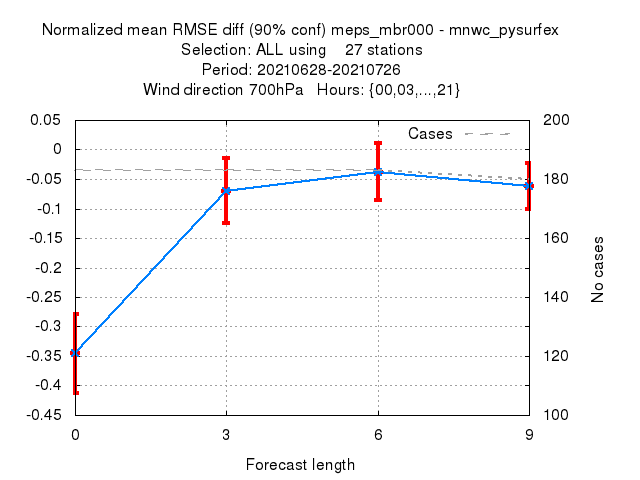 Normalized mean RMSE diff (90% conf) meps_mbr000 - mnwc_pysurfex
Selection: ALL using    27 stations
Period: 20210628-20210726
Wind direction 700hPa   Hours: {00,03,...,21}
0.05
0
-0.05
-0.1
-0.15
-0.2
-0.25
-0.3
-0.35
-0.4
-0.45
Cases
200
180
160
140
120
100
No cases
0 3 6 9
Forecast length